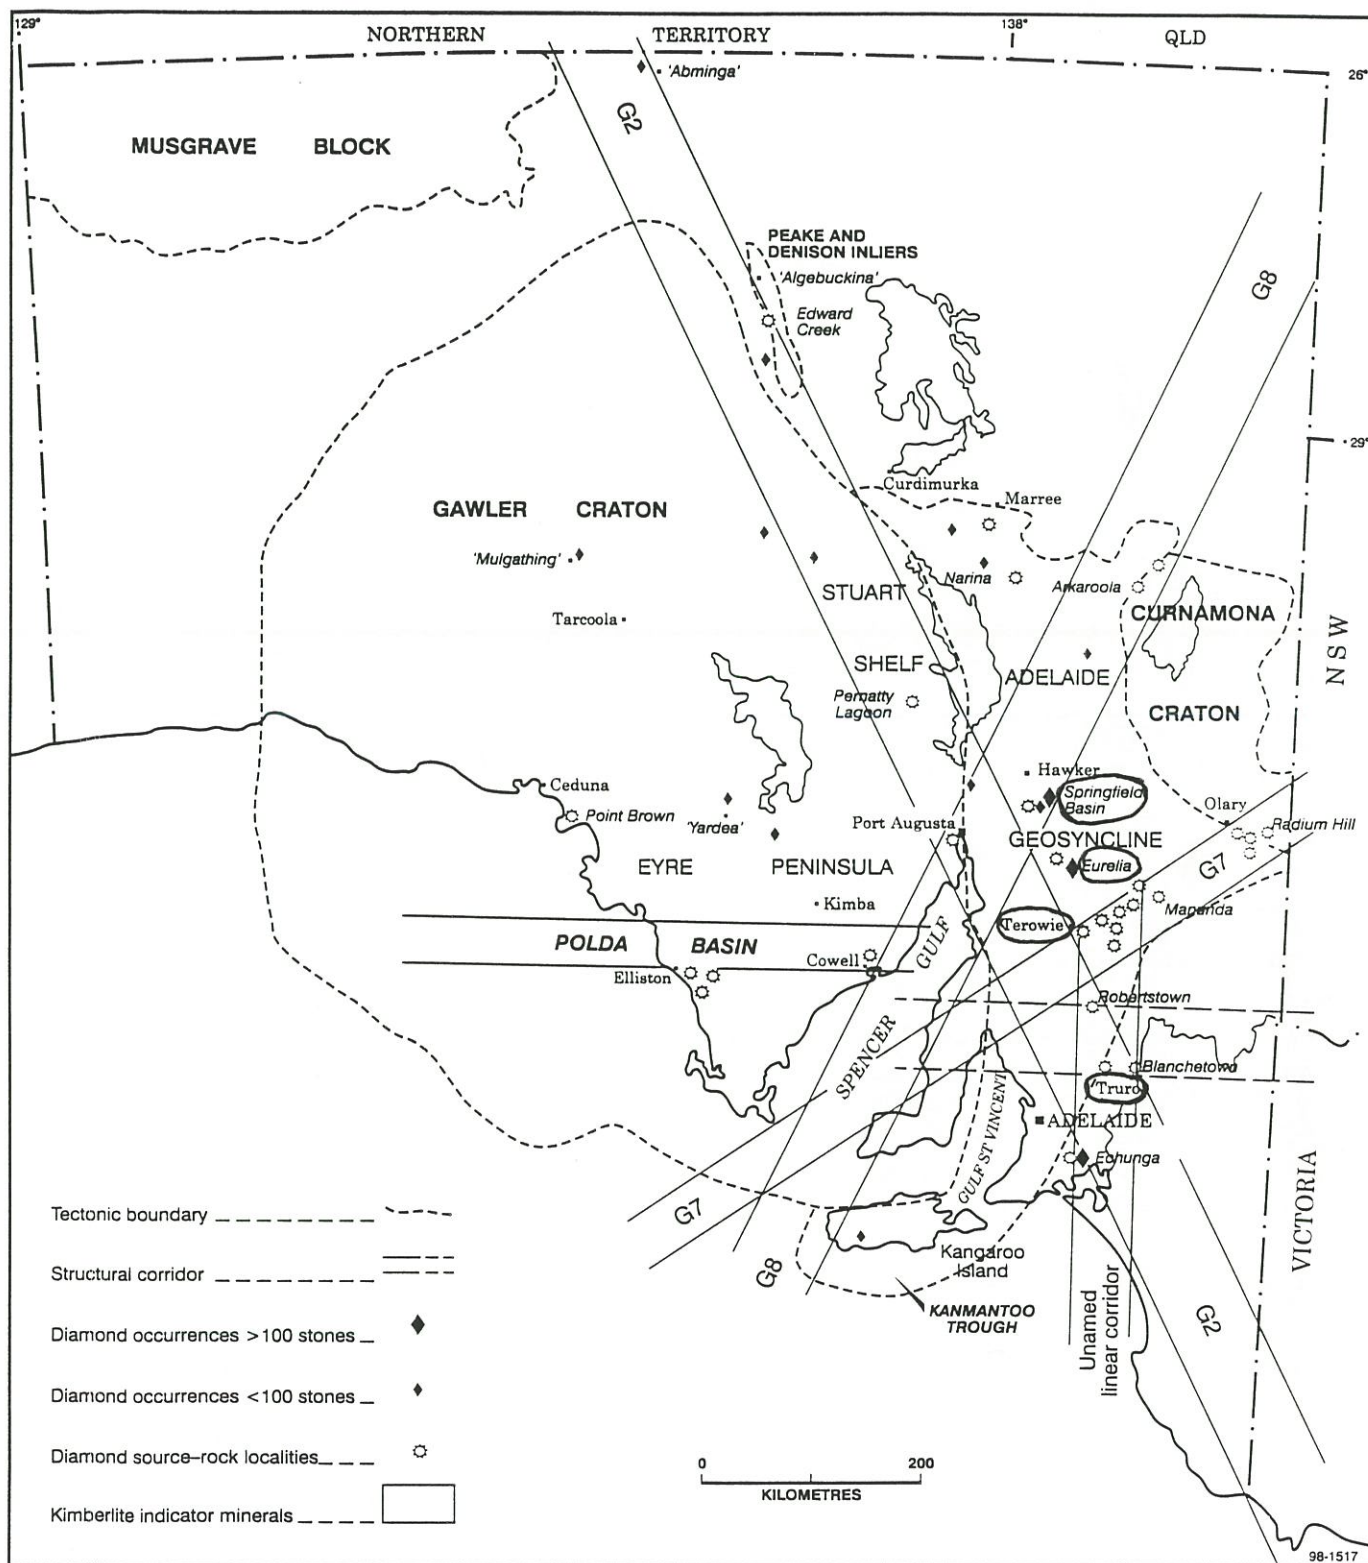 129°
138°
NORTHERN TERRITORY
QLD
26°
'Abminga'
G2
MUSGRAVE BLOCK
PEAKE AND
DENISON INLIERS
'Algebuckina'
G8
Edward
Creek
29°
Curdimurka
Marree
GAWLER CRATON
'Mulgathing'
Narina
Arkaroola
STUART
CURNAMONA
Tarcoola
NSW
SHELF
ADELAIDE
Pernatty
Lagoon
CRATON
Hawker
Ceduna
Springfield
Basin
Olary
Point Brown
'Yardea'
Port Augusta
Radium Hill
GEOSYNCLINE
EYRE PENINSULA
Eurelia
G7
Kimba
Mananda
Terowie
GULF
POLDA BASIN
Cowell
Elliston
Robertstown
SPENCER
Blanchetown
'Truro'
ADELAIDE
GULF ST VINCENT
Echunga
VICTORIA
Tectonic boundary
G7
Kangaroo
Island
G8
Structural corridor
KANMANTOO
TROUGH
G2
Unamed
linear corridor
Diamond occurrences >100 stones
Diamond occurrences <100 stones
Diamond source–rock localities
0 200
KILOMETRES
Kimberlite indicator minerals
98-1517